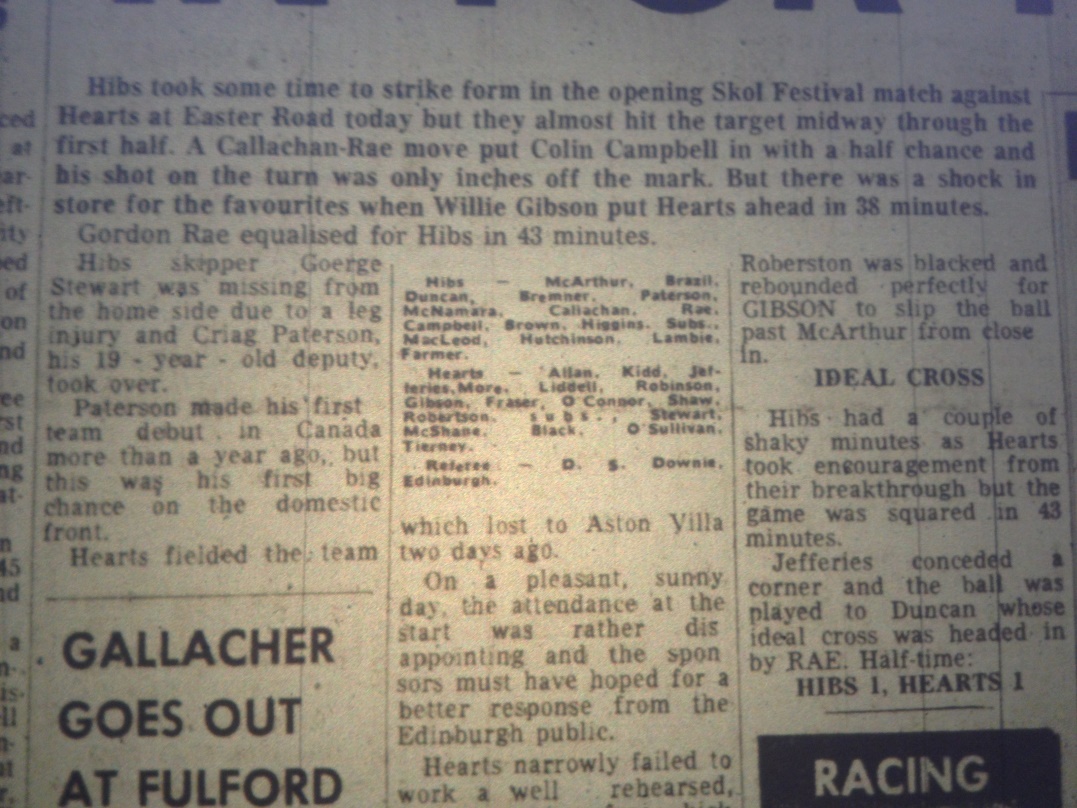 Hibs took some time to strike form in the opening Skol Festival match against
Hearts at Easter Road today but they almost hit the target midway through the
first half. A Callachan-Rae move put Colin Campbell in with a half chance and
his shot on the turn was only inches off the mark. But there was a shock in
store for the favourites when Willie Gibson put Hearts ahead in 38 minutes.
Gordon Rae equalised for Hibs in 43 minutes.
Hibs skipper Goerge
Stewart was missing from
the home side due to a leg
injury and Criag Paterson,
his 19 - year - old deputy,
took over.
Paterson made his first
team debut in Canada
more than a year ago, but
this was his first big
chance on the domestic
front.
Hearts fielded the team
Hibs — McArthur, Brazil,
Duncan, Bremner, Paterson,
McNamara, Callachan, Rae,
Campbell, Brown, Higgins. Subs.,
MacLeod, Hutchinson, Lambie,
Farmer.
Hearts — Allan, Kidd, Jef-
feries, More, Liddell, Robinson,
Gibson, Fraser, O'Connor, Shaw,
Robertson, subs., Stewart,
McShane, Black, O'Sullivan,
Tierney.
Referee — D. S. Downie,
Edinburgh.
which lost to Aston Villa
two days ago.
On a pleasant, sunny
day, the attendance at the
start was rather dis
appointing and the spon
sors must have hoped for a
better response from the
Edinburgh public.
Hearts narrowly failed to
work a well rehearsed,
Roberston was blacked and
rebounded perfectly for
GIBSON to slip the ball
past McArthur from close
in.
IDEAL CROSS
Hibs had a couple of
shaky minutes as Hearts
took encouragement from
their breakthrough but the
game was squared in 43
minutes.
Jefferies conceded a
corner and the ball was
played to Duncan whose
ideal cross was headed in
by RAE. Half-time:
HIBS 1, HEARTS 1
GALLACHER
GOES OUT
AT FULFORD
RACING